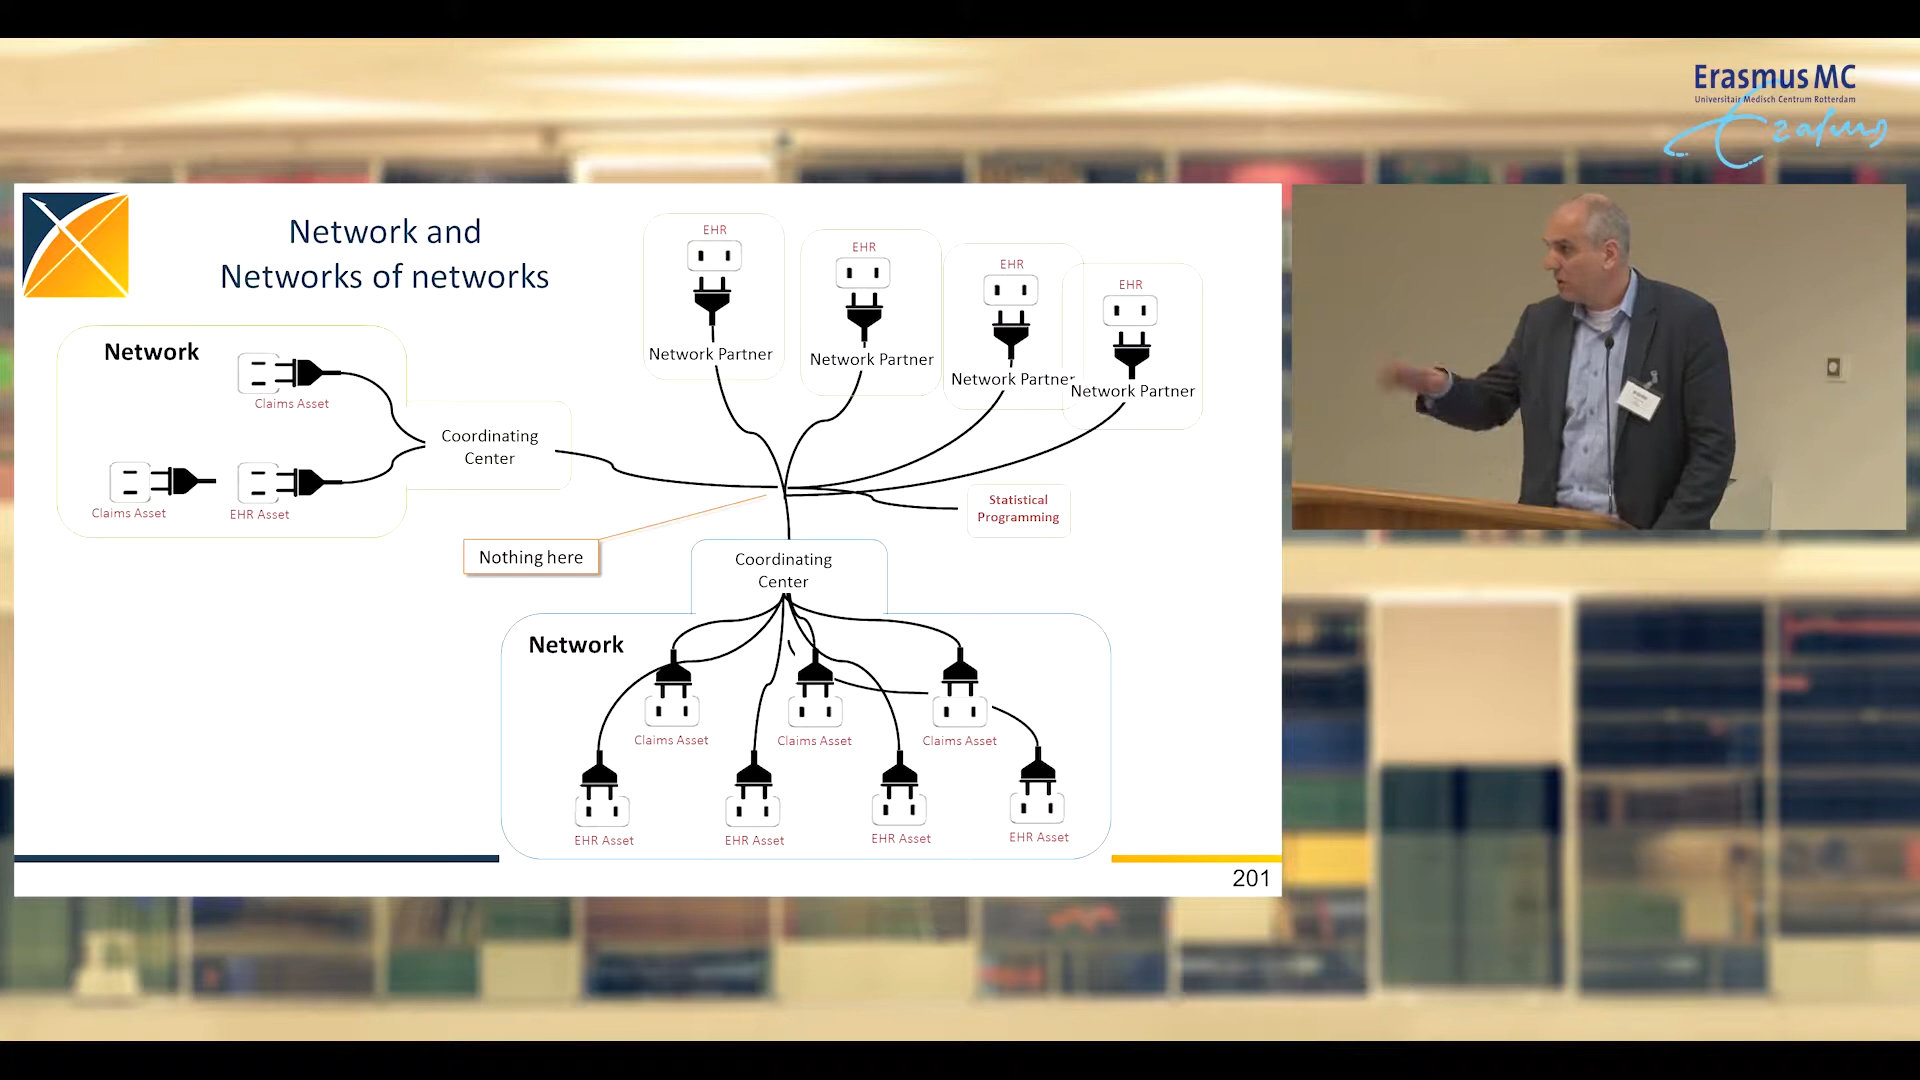 Erasmus MC
Universitair Medisch Centrum Rotterdam
Erasmus
Network and
Networks of networks
EHR
EHR
EHR
EHR
Network Partner
Network Partner
Network Partner
Network Partner
Network
Claims Asset
Coordinating
Center
Claims Asset
EHR Asset
Statistical
Programming
Nothing here
Coordinating
Center
Network
Claims Asset
Claims Asset
Claims Asset
EHR Asset
EHR Asset
EHR Asset
EHR Asset
201